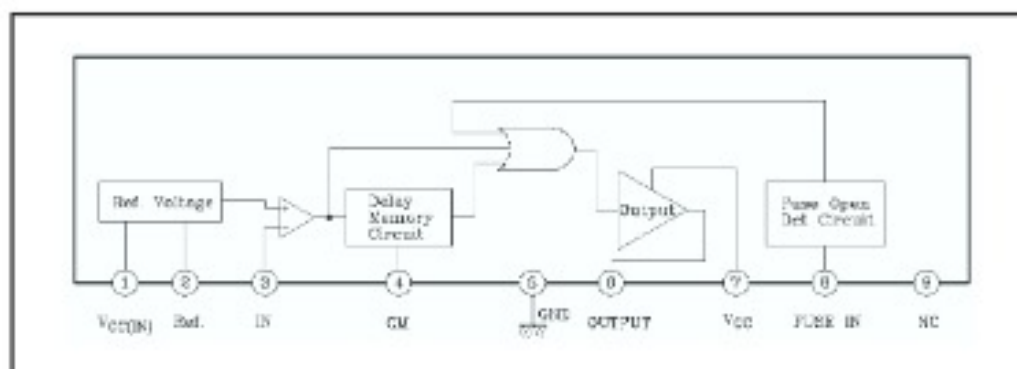 Ref. Voltage
Delay
Memory
Circuit
Output
Fuse Open
Det Circuit
1
2
3
4
5
6
7
8
9
VCC(IN)
Ref.
IN
CM
GND
OUTPUT
VCC
FUSE IN
NC